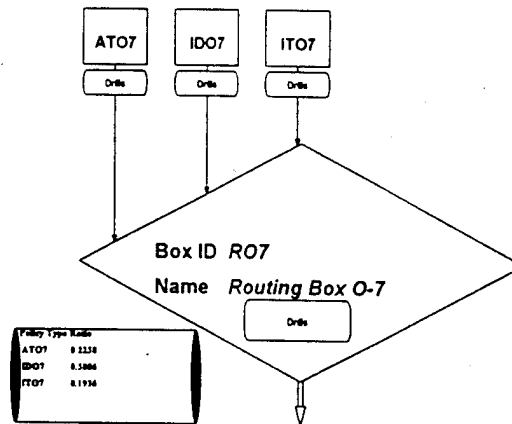 ATO7 IDO7 ITO7
Drills Drills Drills
Box ID RO7
Name Routing Box O-7
Drills
Policy Type Ratio
ATO7 0.2258
IDO7 0.5806
ITO7 0.1936